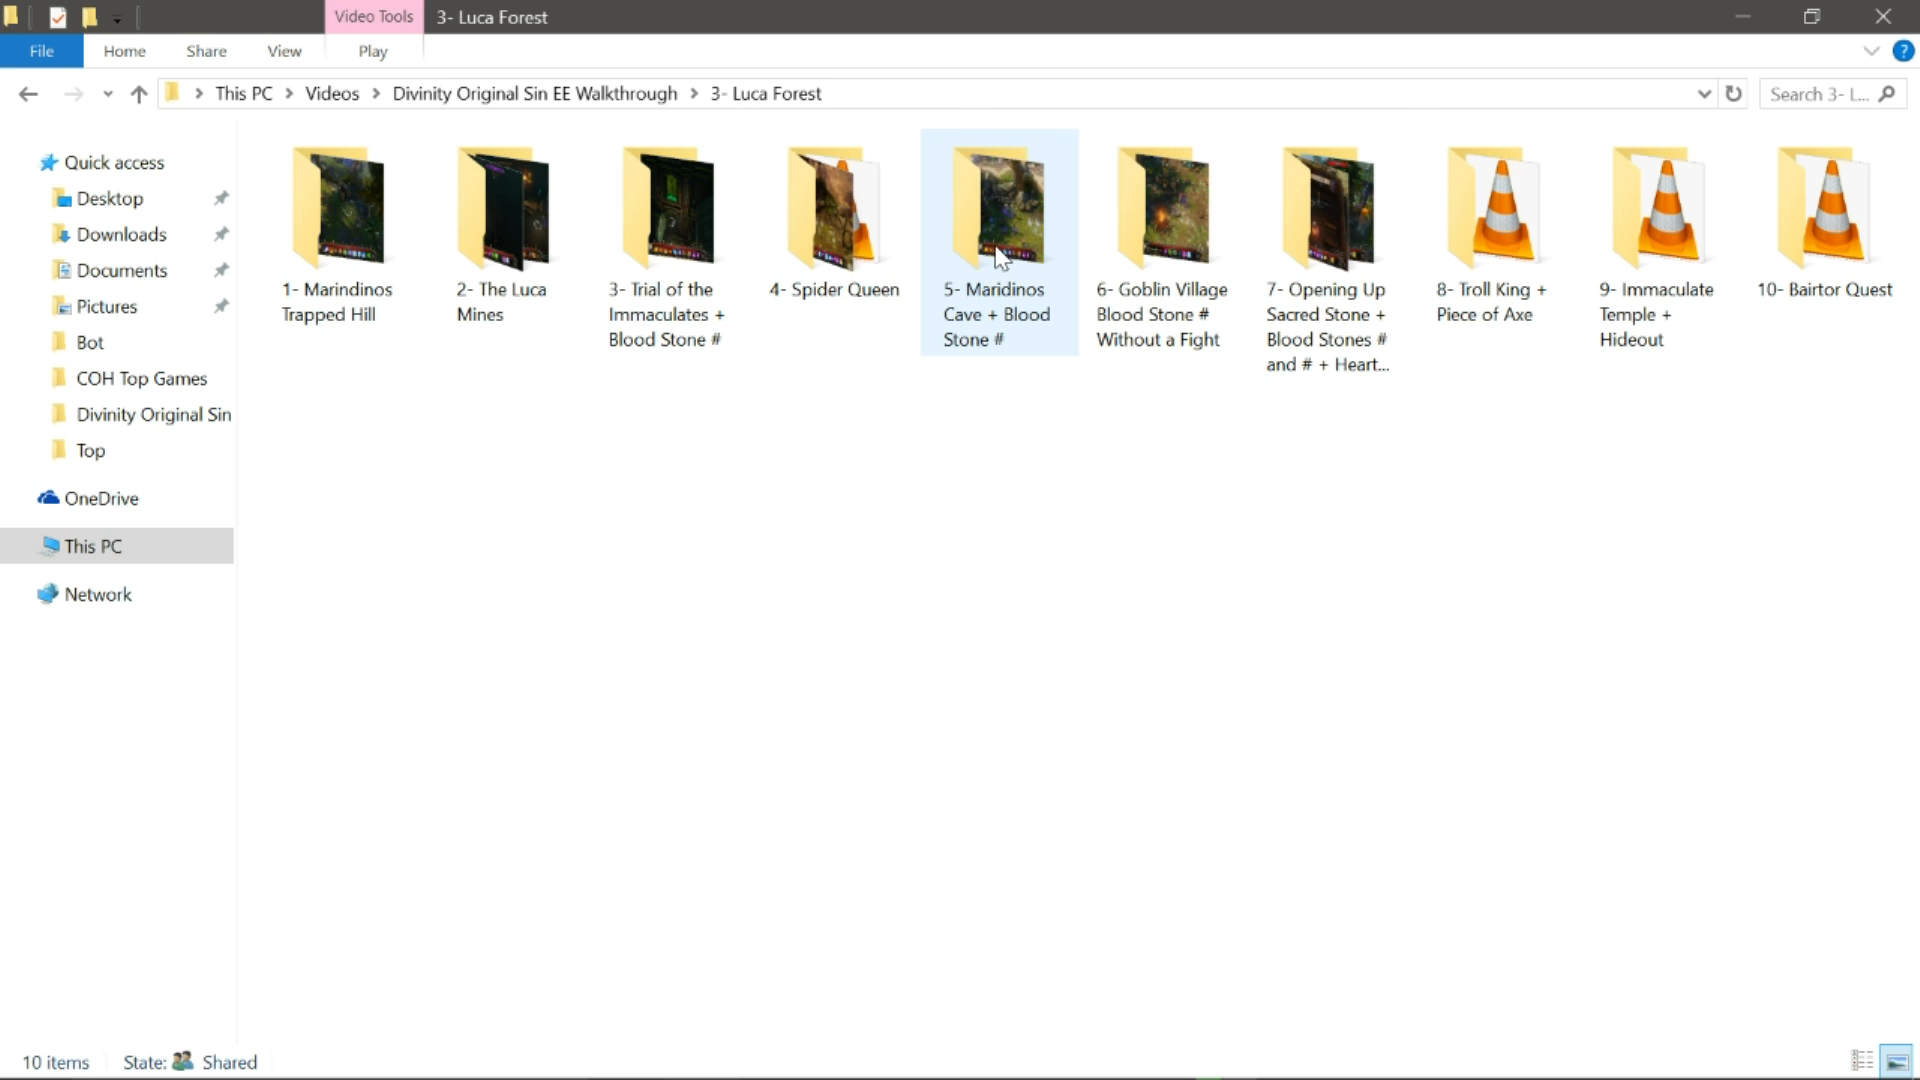 Video Tools
3- Luca Forest
File
Home
Share
View
Play
?
This PC > Videos > Divinity Original Sin EE Walkthrough > 3- Luca Forest
Search 3- L...
Quick access
Desktop
Downloads
Documents
Pictures
Bot
COH Top Games
Divinity Original Sin
Top
OneDrive
This PC
Network
1- Marindinos
Trapped Hill
2- The Luca
Mines
3- Trial of the
Immaculates +
Blood Stone #
4- Spider Queen
5- Maridinos
Cave + Blood
Stone #
6- Goblin Village
Blood Stone #
Without a Fight
7- Opening Up
Sacred Stone +
Blood Stones #
and # + Heart...
8- Troll King +
Piece of Axe
9- Immaculate
Temple +
Hideout
10- Bairtor Quest
10 items
State: Shared